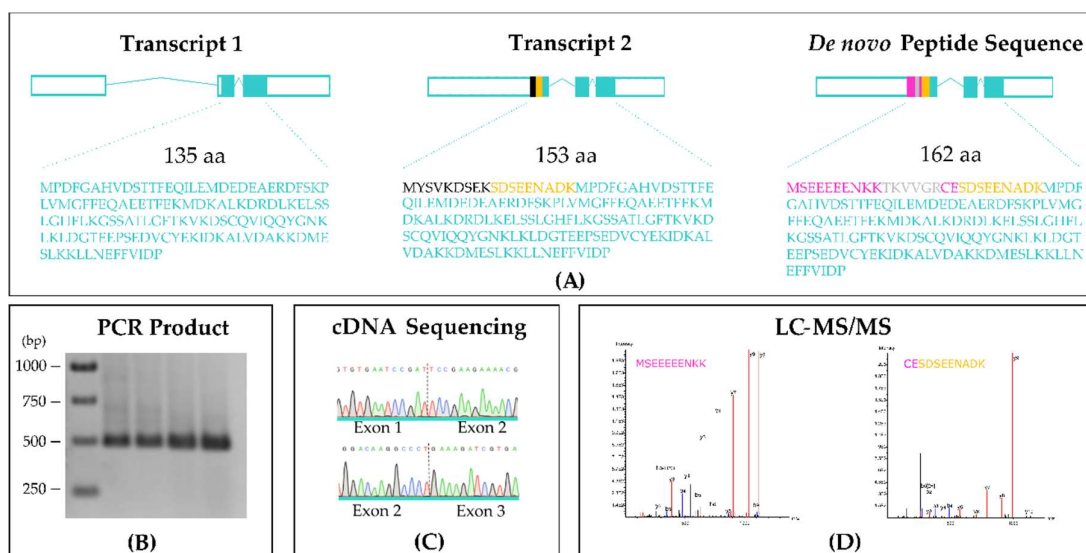 Transcript 1
Transcript 2
De novo Peptide Sequence
135 aa
153 aa
162 aa
MPDFGAHVDSTTFEQILEMDEDEAERDFSKP
LVMGFFEQAEETFEKMDKALKDRDLKELSS
LGHFLKGSSATLGFTKVKDSCQVIQQYGNK
LKLDGTEEPSEDVCYEKIDKALVDAKKDME
SLKKLLNEFFVIDP
MYSVKDSEKSDSEENADKMPDFGAHVDSTTFE
QILEMDEDEAERDFSKPLVMGFFEQAEETFEKM
DKALKDRDLKELSSLGHFLKGSSATLGFTKVKD
SCQVIQQYGNKLKLDGTEEPSEDVCYEKIDKAL
VDAKKDMESLKKLLNEFFVIDP
MSEEEEENKKTKVVGRCESDSEENADKMPDF
GAHVDSTTFEQILEMDEDEAERDFSKPLVMG
FFEQAEETFEKMDKALKDRDLKELSSLGHFL
KGSSATLGFTKVKDSCQVIQQYGNKLKLDGT
EEPSEDVCYEKIDKALVDAKKDMESLKKLLN
EFFVIDP
(A)
PCR Product
(bp)
1000
750
500
250
(B)
cDNA Sequencing
GTGTGAATCCGATTCCGAAGAAAACG
Exon 1
Exon 2
GGACAAGGCCCTGAAAGATCGTGA
Exon 2
Exon 3
(C)
LC-MS/MS
MSEEEEENKK
CESDSEENADK
(D)